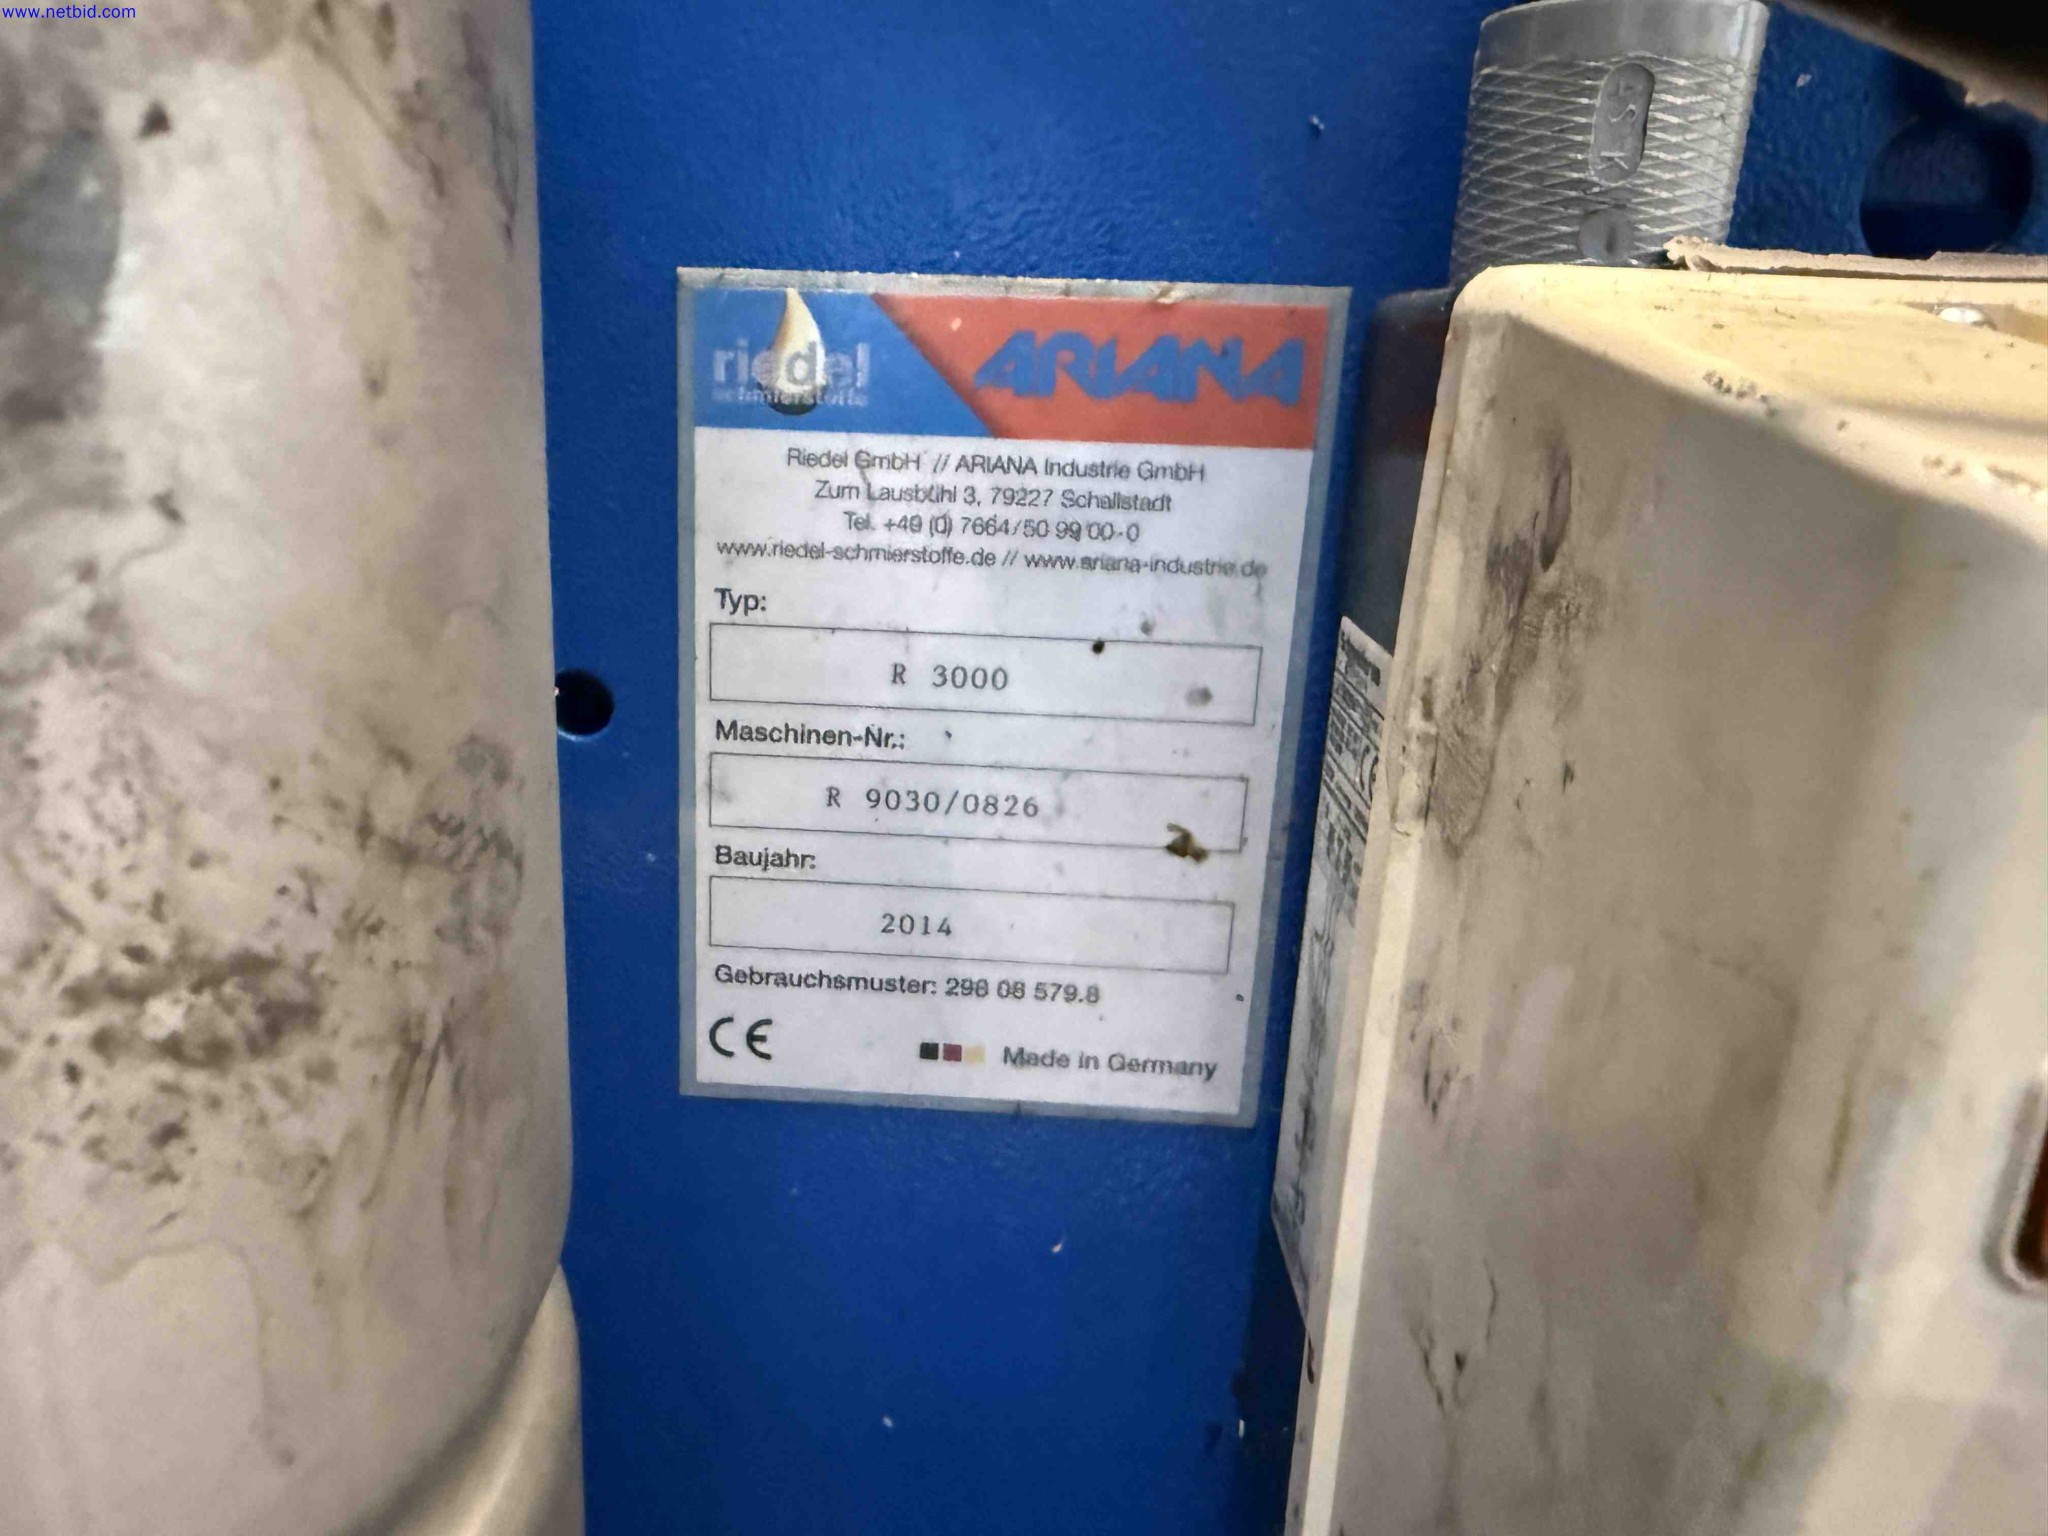 www.netbid.com
riedel
schmierstoffe
ARIANA
Riedel GmbH // ARIANA Industrie GmbH
Zum Lausbühl 3, 79227 Schallstadt
Tel. +49 (0) 7664/50 99 00-0
www.riedel-schmierstoffe.de // www.ariana-industrie.de
Typ:
R 3000
Maschinen-Nr.:
R 9030/0826
Baujahr:
2014
Gebrauchsmuster: 298 08 579.8
CE
Made in Germany